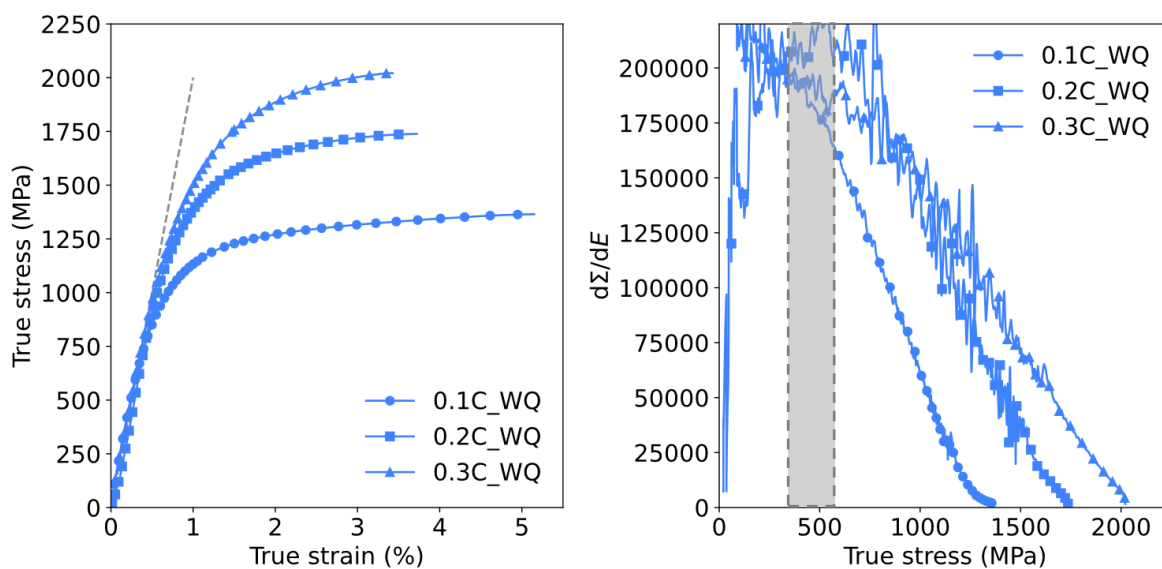 2250
2000
1750
1500
1250
1000
750
500
250
0
True stress (MPa)
0 1 2 3 4 5
True strain (%)
0.1C_WQ
0.2C_WQ
0.3C_WQ
200000
175000
150000
125000
100000
75000
50000
25000
0
dΣ/dE
0 500 1000 1500 2000
True stress (MPa)
0.1C_WQ
0.2C_WQ
0.3C_WQ